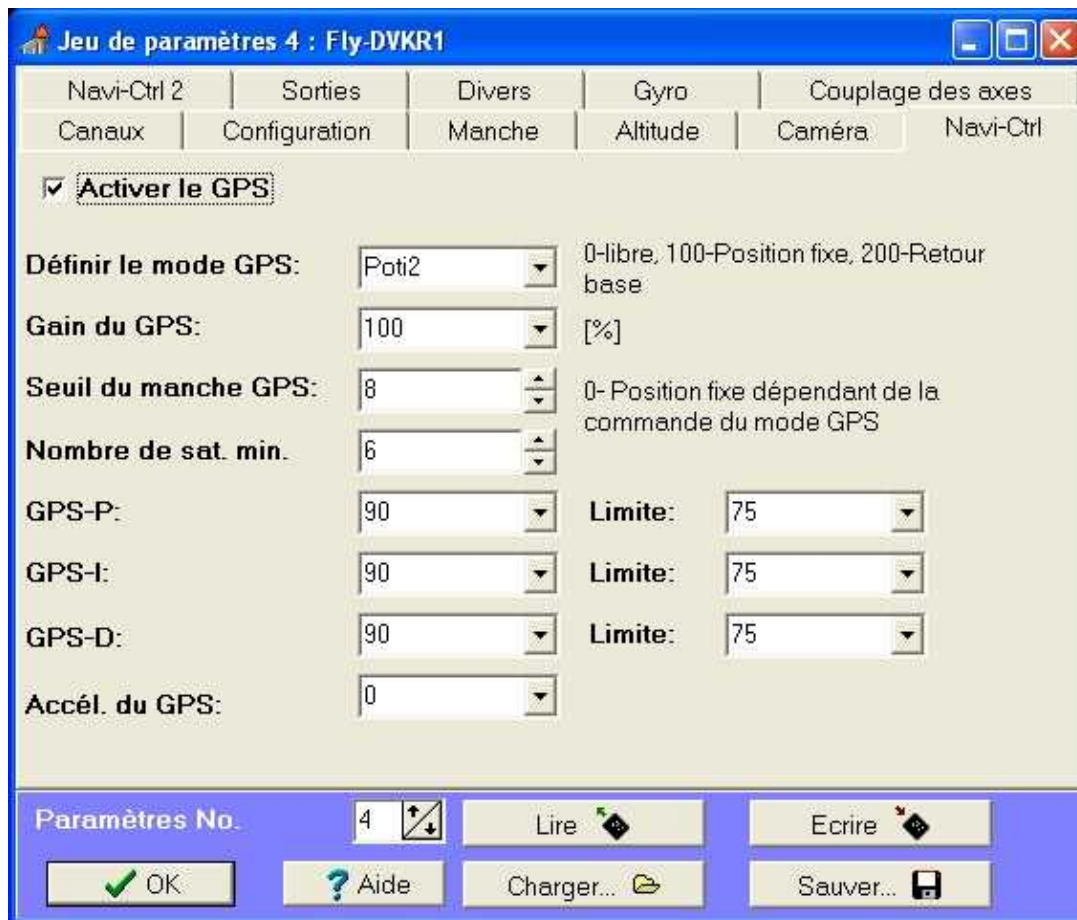 Jeu de paramètres 4 : Fly-DVKR1
Navi-Ctrl 2 Sorties Divers Gyro Couplage des axes
Canaux Configuration Manche Altitude Caméra Navi-Ctrl
Activer le GPS
Définir le mode GPS: Poti2 0-libre, 100-Position fixe, 200-Retour
base
Gain du GPS: 100 [%]
Seuil du manche GPS: 8 0- Position fixe dépendant de la
commande du mode GPS
Nombre de sat. min. 6
GPS-P: 90 Limite: 75
GPS-I: 90 Limite: 75
GPS-D: 90 Limite: 75
Accél. du GPS: 0
Paramètres No. 4 Lire Ecrire
OK ? Aide Charger... Sauver...